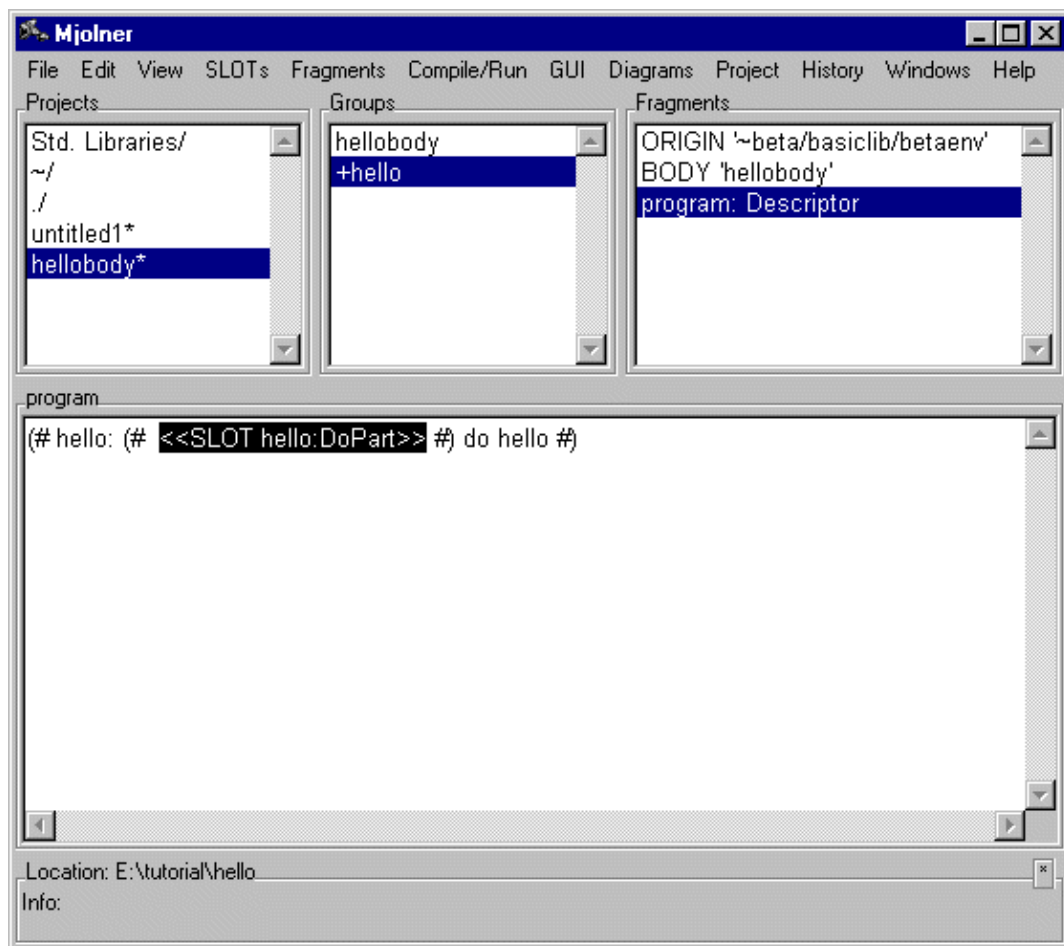 Mjolner
File Edit View SLOTs Fragments Compile/Run GUI Diagrams Project History Windows Help
Projects
Std. Libraries/
~/
./
untitled1*
hellobody*
Groups
hellobody
+hello
Fragments
ORIGIN '~beta/basiclib/betaenv'
BODY 'hellobody'
program: Descriptor
program
(# hello: (# <<SLOT hello:DoPart>> #) do hello #)
Location: E:\tutorial\hello
Info: